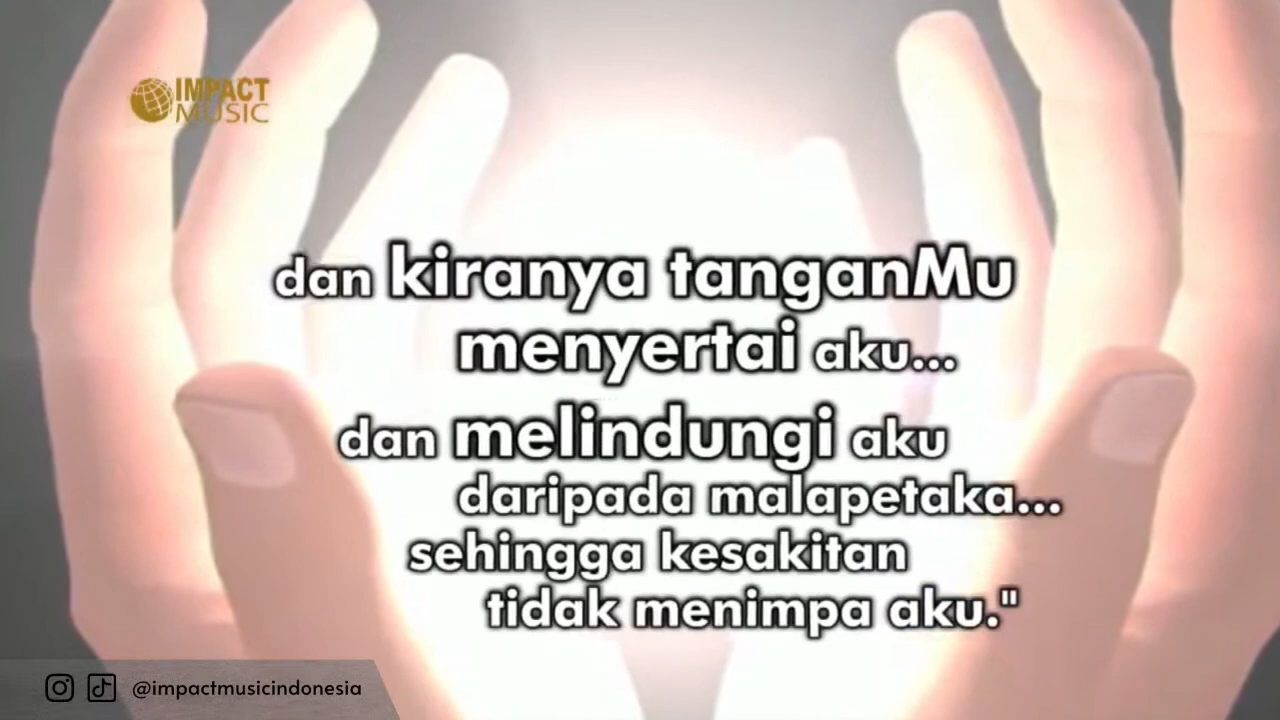 IMPACT
MUSIC
dan kiranya tanganMu
menyertai aku...
dan melindungi aku
daripada malapetaka...
sehingga kesakitan
tidak menimpa aku."
@impactmusicindonesia